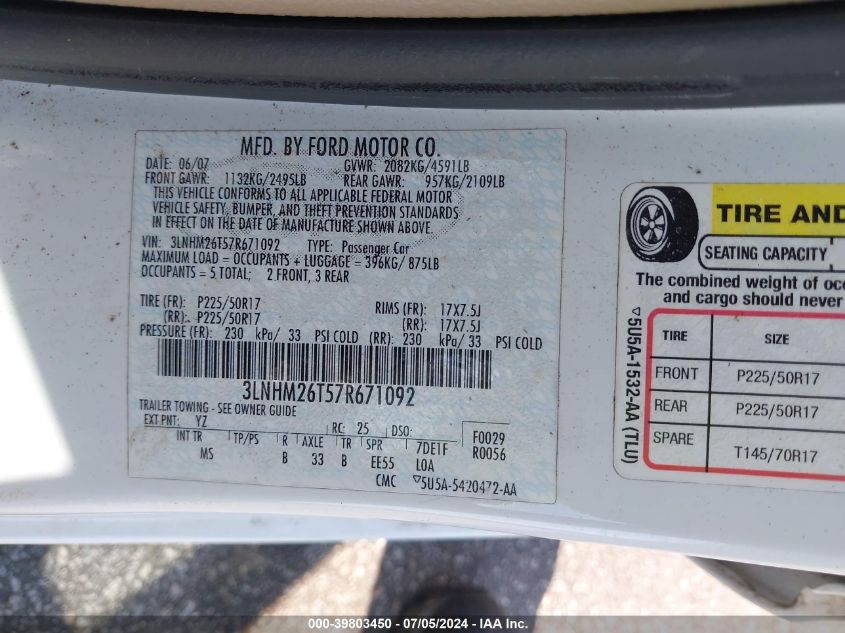 MFD. BY FORD MOTOR CO.
DATE: 06/07 GVWR: 2082KG/4591LB
FRONT GAWR: 1132KG/2495LB REAR GAWR: 957KG/2109LB
THIS VEHICLE CONFORMS TO ALL APPLICABLE FEDERAL MOTOR
VEHICLE SAFETY, BUMPER, AND THEFT PREVENTION STANDARDS
IN EFFECT ON THE DATE OF MANUFACTURE SHOWN ABOVE.
VIN: 3LNHM26T57R671092 TYPE: Passenger Car
MAXIMUM LOAD = OCCUPANTS + LUGGAGE = 396KG/ 875LB
OCCUPANTS = 5 TOTAL; 2 FRONT, 3 REAR
TIRE (FR): P225/50R17 RIMS (FR): 17X7.5J
(RR): P225/50R17 (RR): 17X7.5J
PRESSURE (FR): 230 kPa/ 33 PSI COLD (RR): 230 kPa/ 33 PSI COLD
3LNHM26T57R671092
TRAILER TOWING - SEE OWNER GUIDE
EXT PNT: YZ RC: 25 DSO: F0029
INT TR TP/PS R AXLE TR SPR 7DE1F R0056
MS B 33 B EE55 LOA
CMC ▽5U5A-5420472-AA
TIRE AND
SEATING CAPACITY
The combined weight of
and cargo should never
▽5U5A-1532-AA (TLU)
TIRE SIZE
FRONT P225/50R17
REAR P225/50R17
SPARE T145/70R17
000-39803450 - 07/05/2024 - IAA Inc.